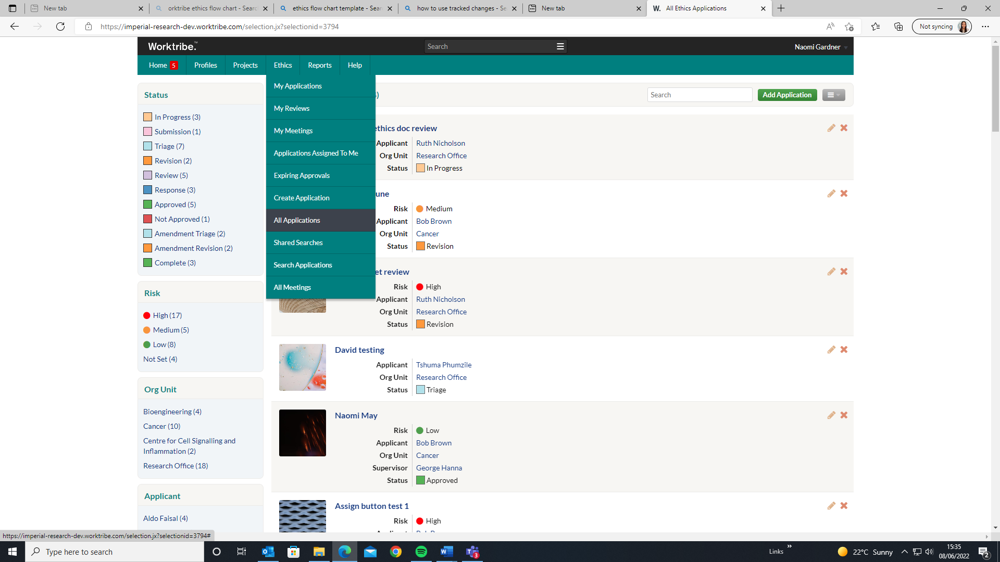 New tab
orktribe ethics flow chart - Searc
ethics flow chart template - Sear
how to use tracked changes - Se
New tab
W. All Ethics Applications
https://imperial-research-dev.worktribe.com/selection.jx?selectionid=3794
Not syncing
Worktribe.™
Search
Naomi Gardner
Home 5
Profiles
Projects
Ethics
Reports
Help
My Applications
My Reviews
My Meetings
Applications Assigned To Me
Expiring Approvals
Create Application
All Applications
Shared Searches
Search Applications
All Meetings
Status
In Progress (3)
Submission (1)
Triage (7)
Revision (2)
Review (5)
Response (3)
Approved (5)
Not Approved (1)
Amendment Triage (2)
Amendment Revision (2)
Complete (3)
Risk
High (17)
Medium (5)
Low (8)
Not Set (4)
Org Unit
Bioengineering (4)
Cancer (10)
Centre for Cell Signalling and
Inflammation (2)
Research Office (18)
Applicant
Aldo Faisal (4)
Search
Add Application
ethics doc review
Applicant Ruth Nicholson
Org Unit Research Office
Status In Progress
une
Risk Medium
Applicant Bob Brown
Org Unit Cancer
Status Revision
et review
Risk High
Applicant Ruth Nicholson
Org Unit Research Office
Status Revision
David testing
Applicant Tshuma Phumzile
Org Unit Research Office
Status Triage
Naomi May
Risk Low
Applicant Bob Brown
Org Unit Cancer
Supervisor George Hanna
Status Approved
Assign button test 1
Risk High
https://imperial-research-dev.worktribe.com/selection.jx?selectionid=3794#
Type here to search
3
Links
22°C Sunny
15:35
08/06/2022
2